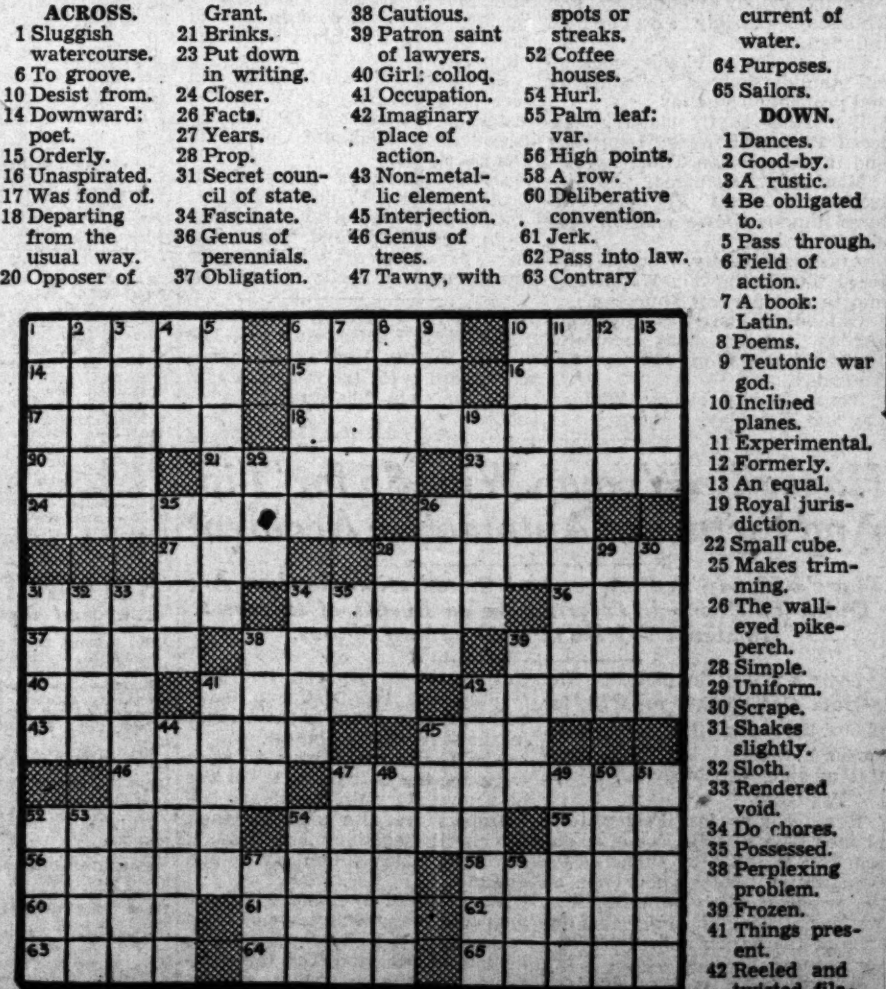 ACROSS.
1 Sluggish
watercourse.
6 To groove.
10 Desist from.
14 Downward:
poet.
15 Orderly.
16 Unaspirated.
17 Was fond of.
18 Departing
from the
usual way.
20 Opposer of
Grant.
21 Brinks.
23 Put down
in writing.
24 Closer.
26 Facts.
27 Years.
28 Prop.
31 Secret coun-
cil of state.
34 Fascinate.
36 Genus of
perennials.
37 Obligation.
38 Cautious.
39 Patron saint
of lawyers.
40 Girl: colloq.
41 Occupation.
42 Imaginary
place of
action.
43 Non-metal-
lic element.
45 Interjection.
46 Genus of
trees.
47 Tawny, with
spots or
streaks.
52 Coffee
houses.
54 Hurl.
55 Palm leaf:
var.
56 High points.
58 A row.
60 Deliberative
convention.
61 Jerk.
62 Pass into law.
63 Contrary
current of
water.
64 Purposes.
65 Sailors.
DOWN.
1 Dances.
2 Good-by.
3 A rustic.
4 Be obligated
to.
5 Pass through.
6 Field of
action.
7 A book:
Latin.
8 Poems.
9 Teutonic war
god.
10 Inclined
planes.
11 Experimental.
12 Formerly.
13 An equal.
19 Royal juris-
diction.
22 Small cube.
25 Makes trim-
ming.
26 The wall-
eyed pike-
perch.
28 Simple.
29 Uniform.
30 Scrape.
31 Shakes
slightly.
32 Sloth.
33 Rendered
void.
34 Do chores.
35 Possessed.
38 Perplexing
problem.
39 Frozen.
41 Things pres-
ent.
42 Reeled and
1 2 3 4 5 6 7 8 9 10 11 12 13
14 15 16
17 18 19
20 21 22 23
24 25 26
27 28 29 30
31 32 33 34 35 36
37 38 39
40 41 42
43 44 45
46 47 48 49 50 51
52 53 54 55
56 57 58 59
60 61 62
63 64 65